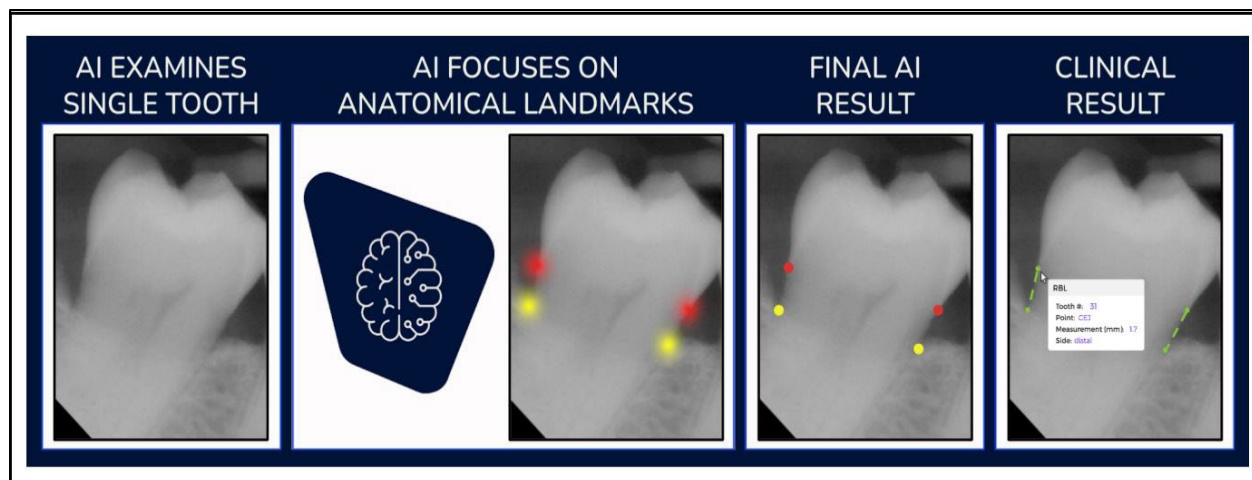 AI EXAMINES
SINGLE TOOTH
AI FOCUSES ON
ANATOMICAL LANDMARKS
FINAL AI
RESULT
CLINICAL
RESULT
RBL
Tooth #: 31
Point: CEJ
Measurement (mm): 1.7
Side: distal